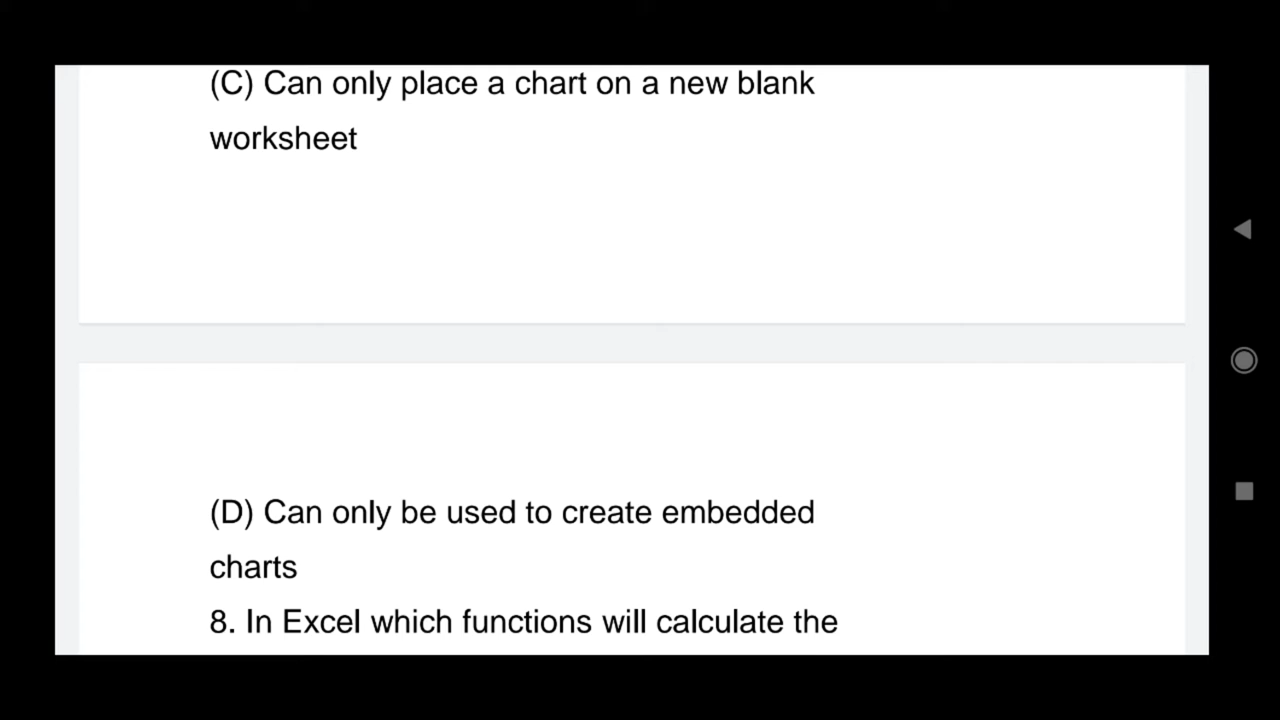 (C) Can only place a chart on a new blank
worksheet
(D) Can only be used to create embedded
charts
8. In Excel which functions will calculate the